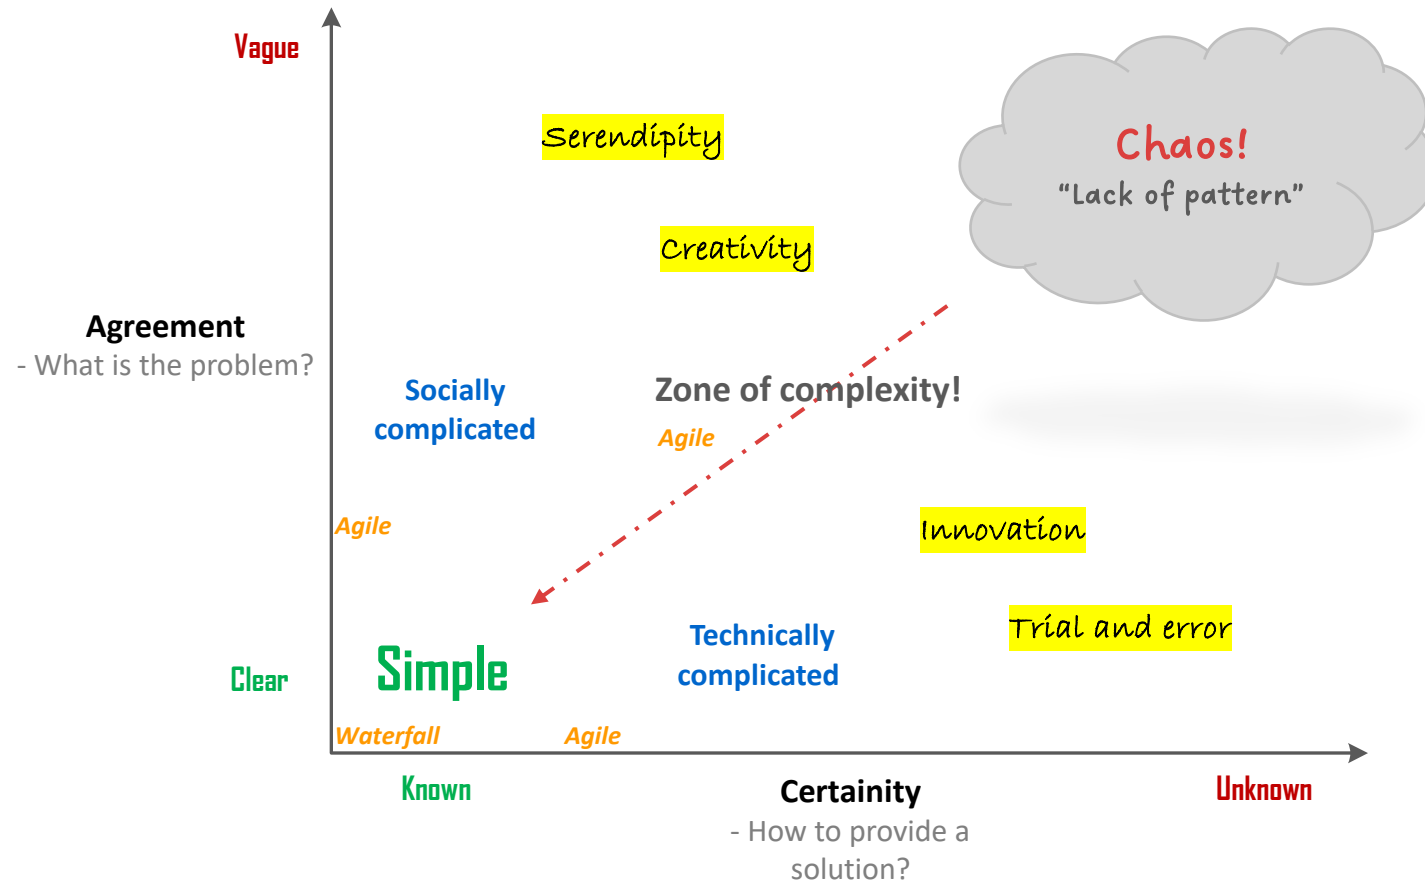 Vague
Serendipity
Chaos!
“Lack of pattern”
Creativity
Agreement
- What is the problem?
Socially
complicated
Zone of complexity!
Agile
Agile
Innovation
Trial and error
Technically
complicated
Simple
Clear
Waterfall
Agile
Known
Certainity
- How to provide a
solution?
Unknown